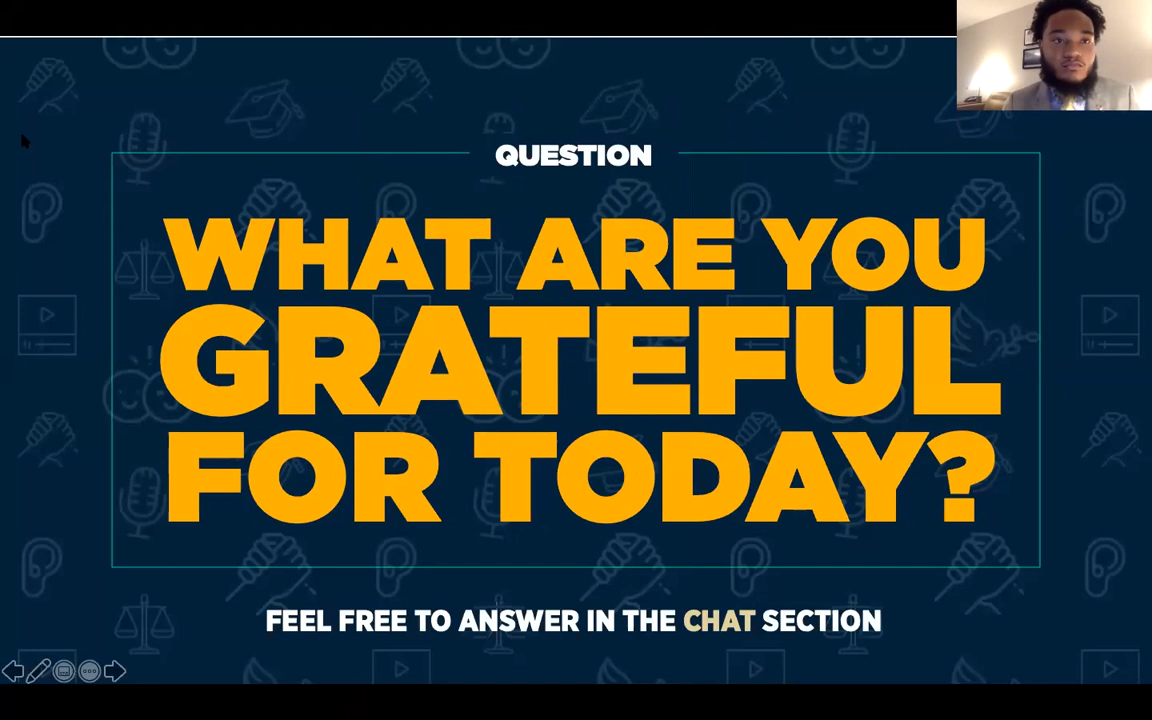 QUESTION
WHAT ARE YOU
GRATEFUL
FOR TODAY?
FEEL FREE TO ANSWER IN THE CHAT SECTION